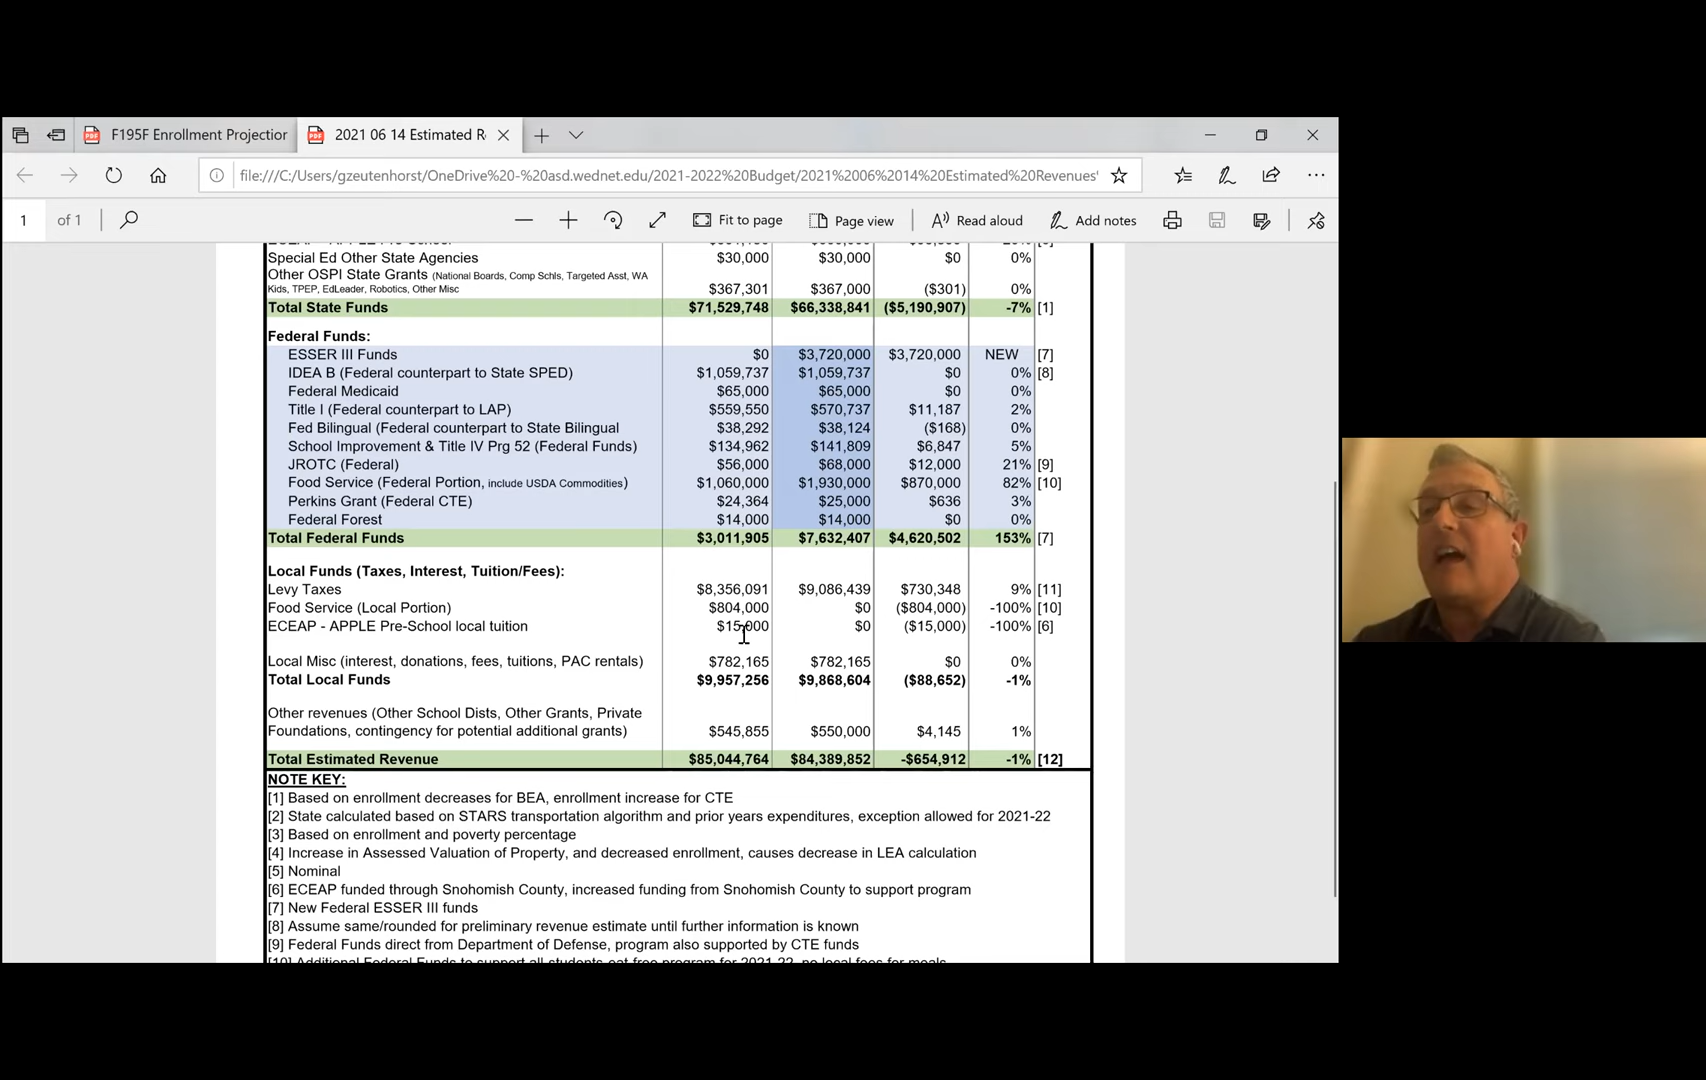 F195F Enrollment Projection
2021 06 14 Estimated R
file:///C:/Users/gzeutenhorst/OneDrive%20-%20asd.wednet.edu/2021-2022%20Budget/2021%2006%2014%20Estimated%20Revenues'
1 of 1
Fit to page
Page view
Read aloud
Add notes
Special Ed Other State Agencies $30,000 $30,000 $0 0%
Other OSPI State Grants (National Boards, Comp Schls, Targeted Asst, WA
Kids, TPEP, EdLeader, Robotics, Other Misc $367,301 $367,000 ($301) 0%
Total State Funds $71,529,748 $66,338,841 ($5,190,907) -7% [1]
Federal Funds:
ESSER III Funds $0 $3,720,000 $3,720,000 NEW [7]
IDEA B (Federal counterpart to State SPED) $1,059,737 $1,059,737 $0 0% [8]
Federal Medicaid $65,000 $65,000 $0 0%
Title I (Federal counterpart to LAP) $559,550 $570,737 $11,187 2%
Fed Bilingual (Federal counterpart to State Bilingual $38,292 $38,124 ($168) 0%
School Improvement & Title IV Prg 52 (Federal Funds) $134,962 $141,809 $6,847 5%
JROTC (Federal) $56,000 $68,000 $12,000 21% [9]
Food Service (Federal Portion, include USDA Commodities) $1,060,000 $1,930,000 $870,000 82% [10]
Perkins Grant (Federal CTE) $24,364 $25,000 $636 3%
Federal Forest $14,000 $14,000 $0 0%
Total Federal Funds $3,011,905 $7,632,407 $4,620,502 153% [7]
Local Funds (Taxes, Interest, Tuition/Fees):
Levy Taxes $8,356,091 $9,086,439 $730,348 9% [11]
Food Service (Local Portion) $804,000 $0 ($804,000) -100% [10]
ECEAP - APPLE Pre-School local tuition $15,000 $0 ($15,000) -100% [6]
Local Misc (interest, donations, fees, tuitions, PAC rentals) $782,165 $782,165 $0 0%
Total Local Funds $9,957,256 $9,868,604 ($88,652) -1%
Other revenues (Other School Dists, Other Grants, Private
Foundations, contingency for potential additional grants) $545,855 $550,000 $4,145 1%
Total Estimated Revenue $85,044,764 $84,389,852 -$654,912 -1% [12]
NOTE KEY:
[1] Based on enrollment decreases for BEA, enrollment increase for CTE
[2] State calculated based on STARS transportation algorithm and prior years expenditures, exception allowed for 2021-22
[3] Based on enrollment and poverty percentage
[4] Increase in Assessed Valuation of Property, and decreased enrollment, causes decrease in LEA calculation
[5] Nominal
[6] ECEAP funded through Snohomish County, increased funding from Snohomish County to support program
[7] New Federal ESSER III funds
[8] Assume same/rounded for preliminary revenue estimate until further information is known
[9] Federal Funds direct from Department of Defense, program also supported by CTE funds
[10] Additional Federal Funds to support all students eat free program for 2021-22, no local fees for meals